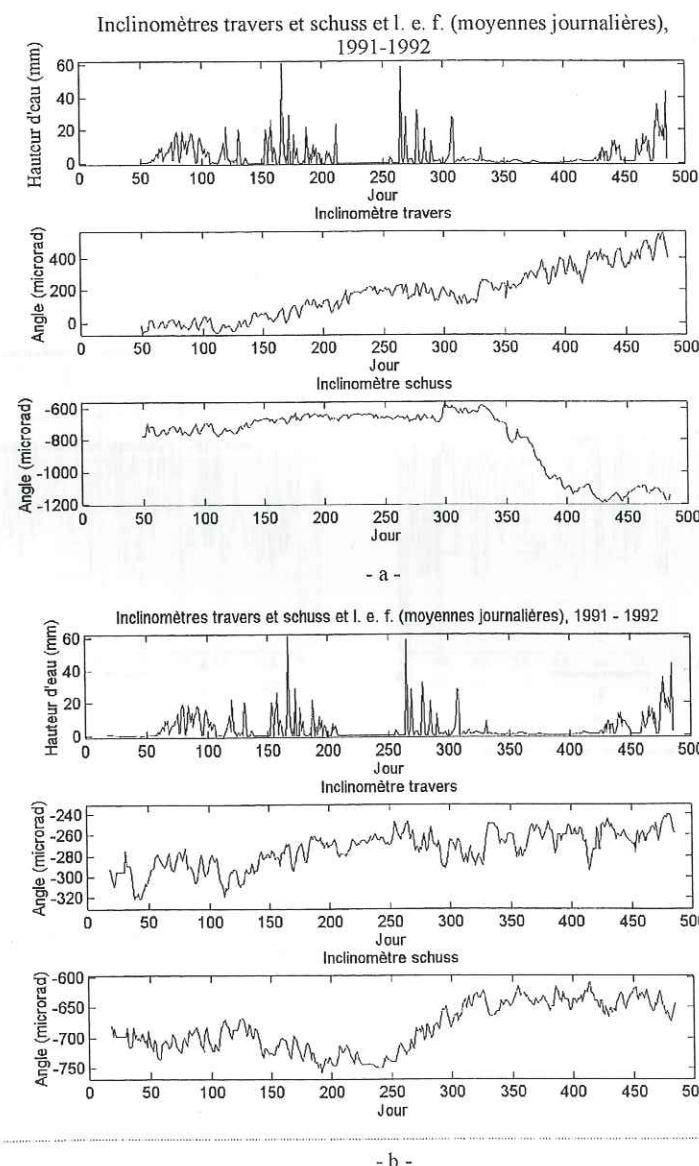 Inclinomètres travers et schuss et l. e. f. (moyennes journalières),
1991-1992
Hauteur d'eau (mm)
60
40
20
0
0 50 100 150 200 250 300 350 400 450 500
Jour
Inclinomètre travers
Angle (microrad)
400
200
0
0 50 100 150 200 250 300 350 400 450 500
Jour
Inclinomètre schuss
Angle (microrad)
-600
-800
-1000
-1200
0 50 100 150 200 250 300 350 400 450 500
Jour
- a -
Inclinomètres travers et schuss et l. e. f. (moyennes journalières), 1991 - 1992
Hauteur d'eau (mm)
60
40
20
0
0 50 100 150 200 250 300 350 400 450 500
Jour
Inclinomètre travers
Angle (microrad)
-240
-260
-280
-300
-320
0 50 100 150 200 250 300 350 400 450 500
Jour
Inclinomètre schuss
Angle (microrad)
-600
-650
-700
-750
0 50 100 150 200 250 300 350 400 450 500
Jour
- b -